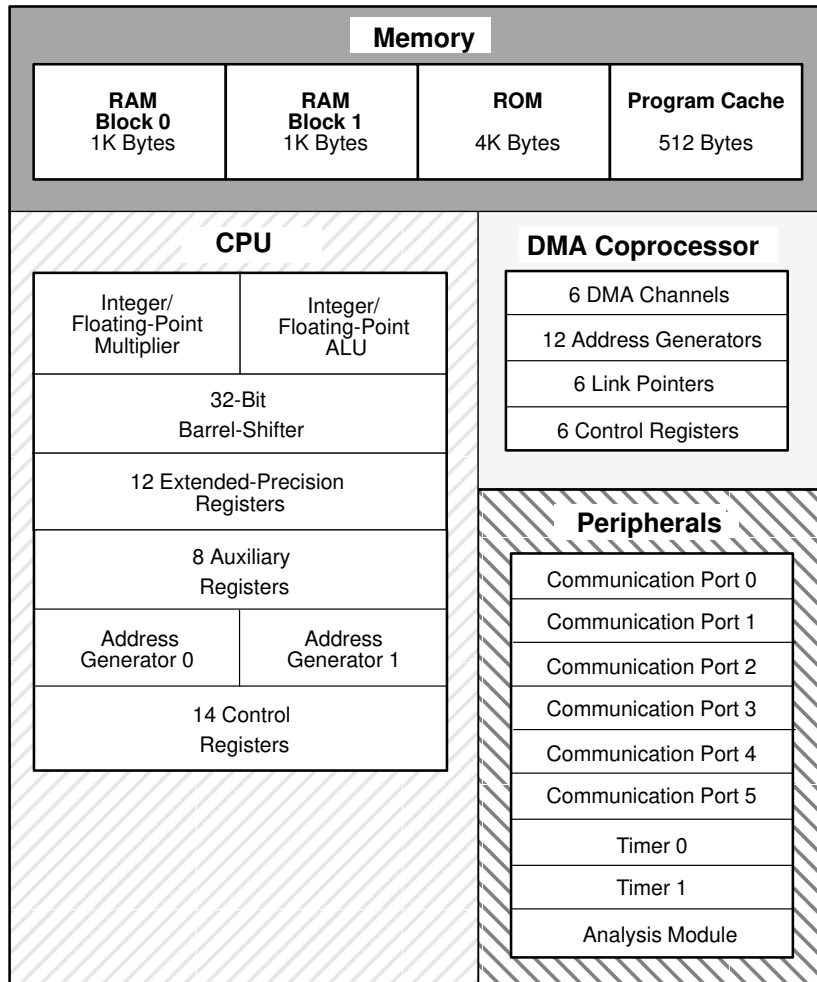 Memory
RAM
Block 0
1K Bytes
RAM
Block 1
1K Bytes
ROM
4K Bytes
Program Cache
512 Bytes
CPU
Integer/
Floating-Point
Multiplier
Integer/
Floating-Point
ALU
32-Bit
Barrel-Shifter
12 Extended-Precision
Registers
8 Auxiliary
Registers
Address
Generator 0
Address
Generator 1
14 Control
Registers
DMA Coprocessor
6 DMA Channels
12 Address Generators
6 Link Pointers
6 Control Registers
Peripherals
Communication Port 0
Communication Port 1
Communication Port 2
Communication Port 3
Communication Port 4
Communication Port 5
Timer 0
Timer 1
Analysis Module